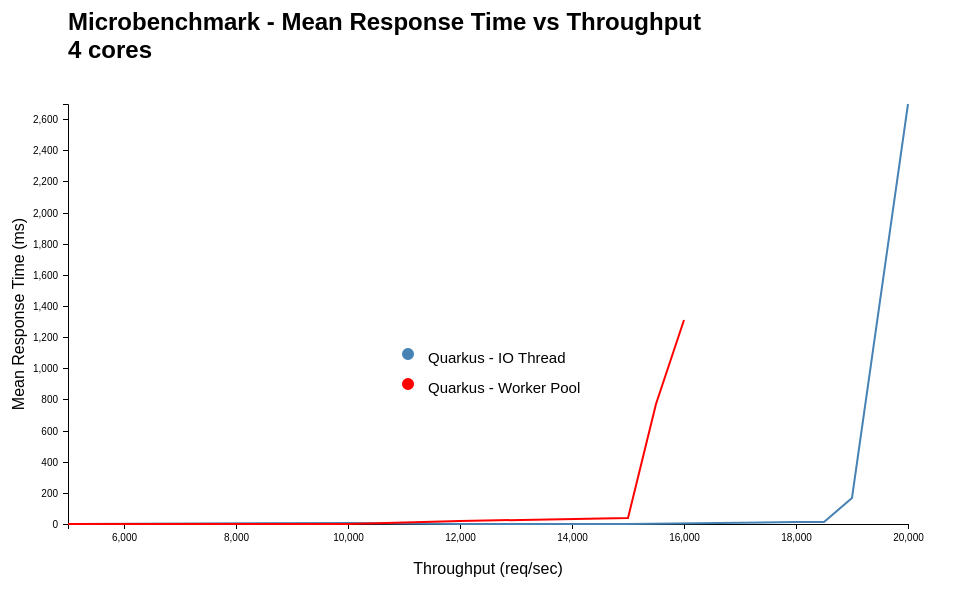 Microbenchmark - Mean Response Time vs Throughput
4 cores
Mean Response Time (ms)
2,600
2,400
2,200
2,000
1,800
1,600
1,400
1,200
1,000
800
600
400
200
0
Quarkus - IO Thread
Quarkus - Worker Pool
6,000 8,000 10,000 12,000 14,000 16,000 18,000 20,000
Throughput (req/sec)